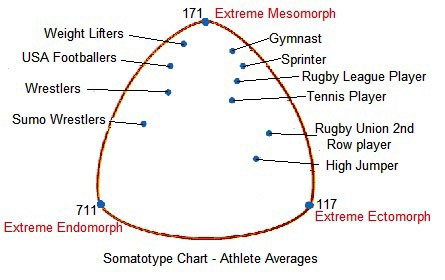 171 Extreme Mesomorph
Weight Lifters
Gymnast
USA Footballers
Sprinter
Rugby League Player
Wrestlers
Tennis Player
Sumo Wrestlers
Rugby Union 2nd
Row player
High Jumper
711
117
Extreme Endomorph
Extreme Ectomorph
Somatotype Chart - Athlete Averages